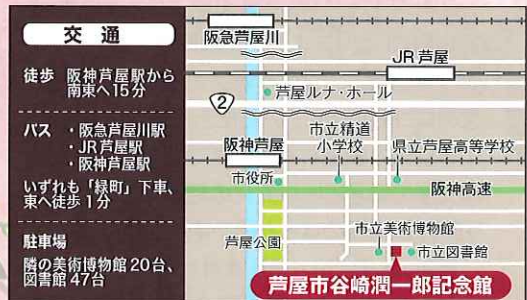 交通
徒歩 阪神芦屋駅から
南東へ15分
バス ・阪急芦屋川駅
・JR芦屋駅
・阪神芦屋駅
いずれも「緑町」下車、
東へ徒歩1分
駐車場
隣の美術博物館20台、
図書館47台
阪急芦屋川
JR芦屋
芦屋ルナ・ホール
2
市立精道
小学校
県立芦屋高等学校
阪神芦屋
市役所
阪神高速
芦屋公園
市立美術博物館
市立図書館
芦屋市谷崎潤一郎記念館